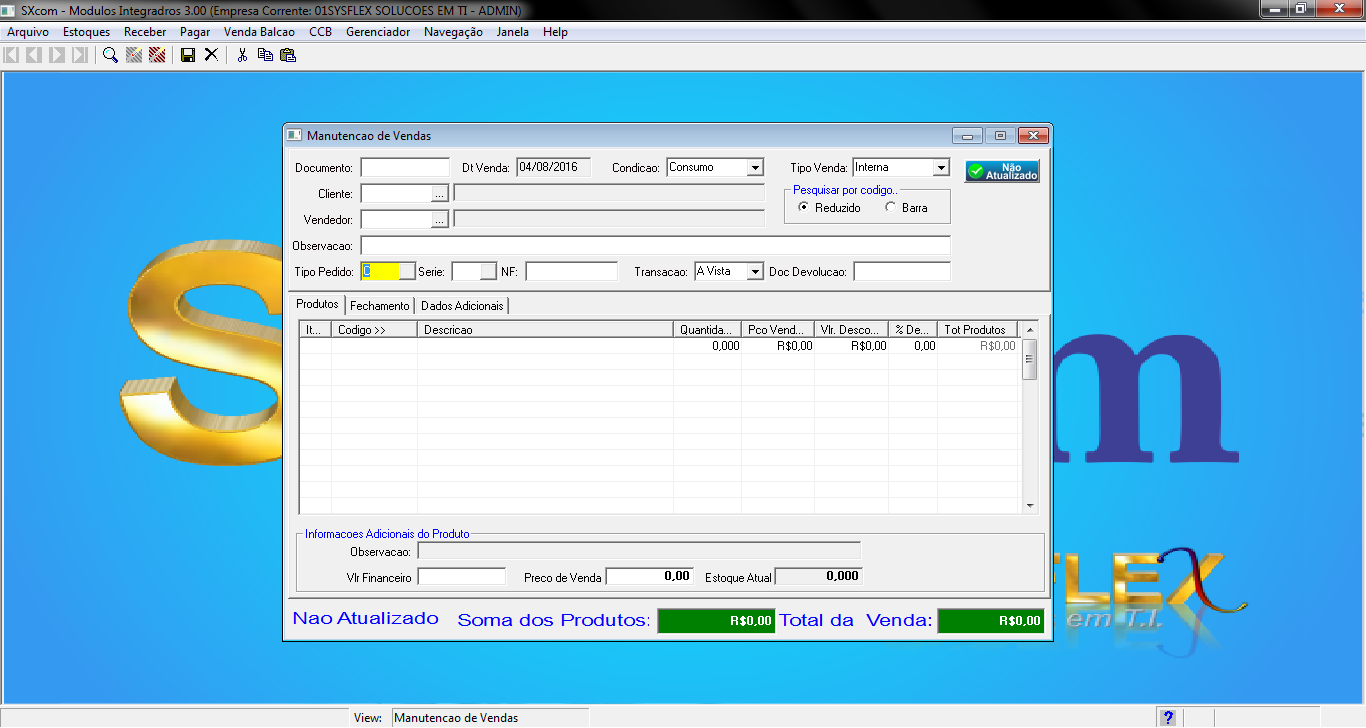 SXcom - Modulos Integradros 3.00 (Empresa Corrente: 01SYSFLEX SOLUCOES EM TI - ADMIN)
Arquivo Estoques Receber Pagar Venda Balcao CCB Gerenciador Navegação Janela Help
Manutencao de Vendas
Documento: Dt Venda: 04/08/2016 Condicao: Consumo Tipo Venda: Interna Não Atualizado
Cliente: ... Pesquisar por codigo..
Reduzido Barra
Vendedor: ...
Observacao:
Tipo Pedido: D Serie: NF: Transacao: A Vista Doc Devolucao:
Produtos Fechamento Dados Adicionais
It... Codigo >> Descricao Quantida... Pco Vend... Vlr. Desco... % De... Tot Produtos
0,000 R$0,00 R$0,00 0,00 R$0,00
Informacoes Adicionais do Produto
Observacao:
Vlr Financeiro Preco de Venda 0,00 Estoque Atual 0,000
Nao Atualizado Soma dos Produtos: R$0,00 Total da Venda: R$0,00
S m
FLEX
em T.I.
View: Manutencao de Vendas ?